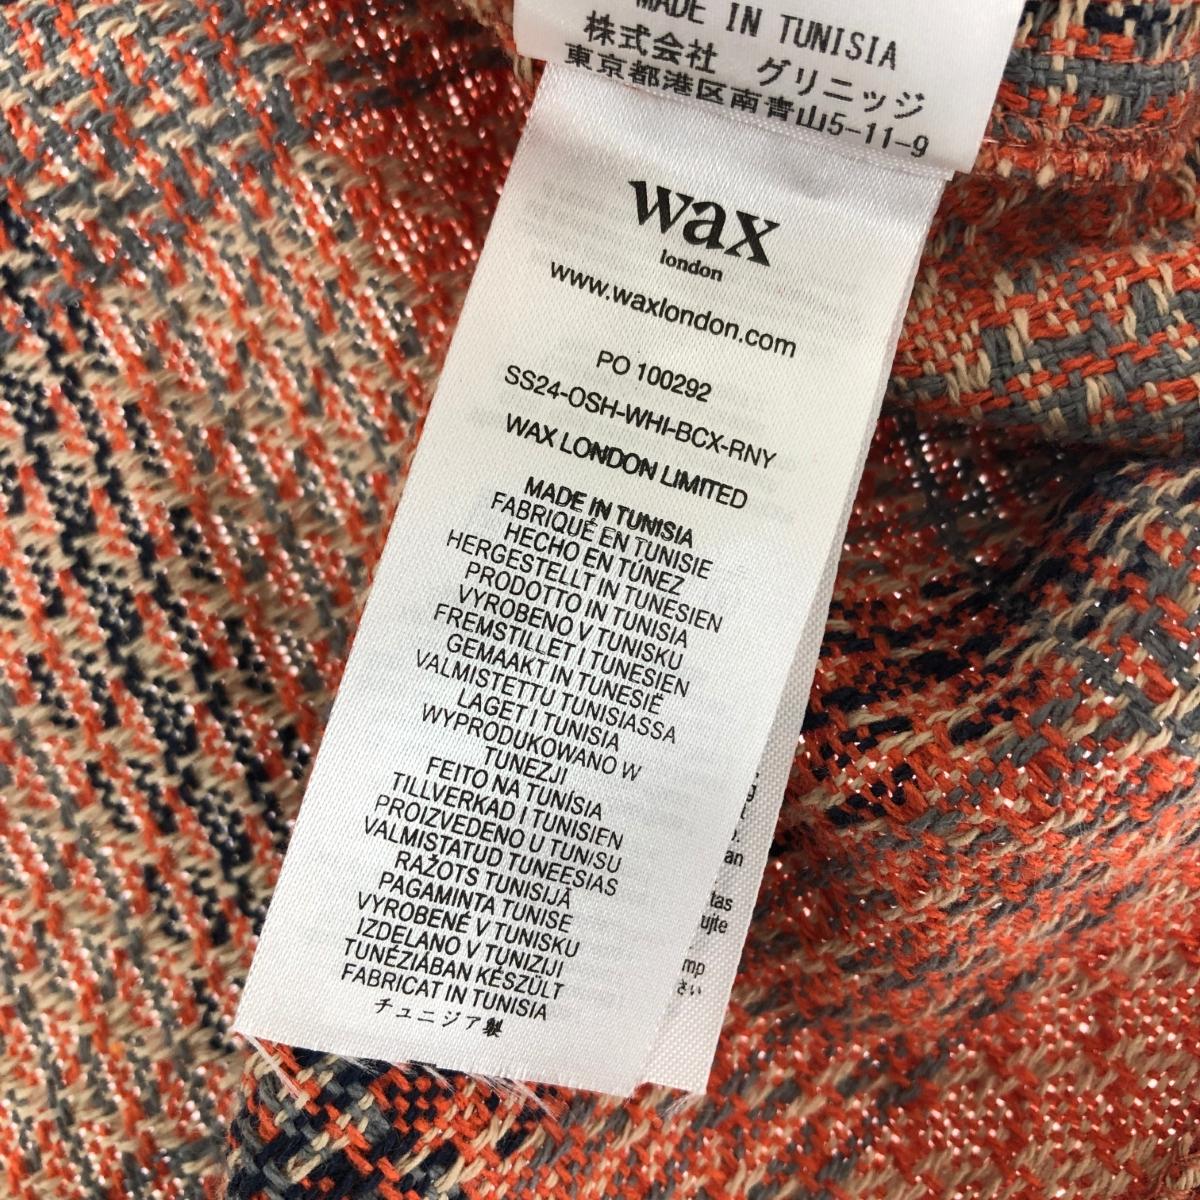 MADE IN TUNISIA
株式会社 グリニッジ
東京都港区南青山5-11-9
wax
london
www.waxlondon.com
PO 100292
SS24-OSH-WHI-BCX-RNY
WAX LONDON LIMITED
MADE IN TUNISIA
FABRIQUÉ EN TUNISIE
HECHO EN TÚNEZ
HERGESTELLT IN TUNESIEN
PRODOTTO IN TUNISIA
VYROBENO V TUNISKU
FREMSTILLET I TUNESIEN
GEMAAKT IN TUNESIË
VALMISTETTU TUNISIASSA
LAGET I TUNISIA
WYPRODUKOWANO W
TUNEZJI
FEITO NA TUNÍSIA
TILLVERKAD I TUNISIEN
PROIZVEDENO U TUNISU
VALMISTATUD TUNEESIAS
RAŽOTS TUNISIJĀ
PAGAMINTA TUNISE
VYROBENÉ V TUNISKU
IZDELANO V TUNIZIJI
TUNÉZIÁBAN KÉSZÜLT
FABRICAT IN TUNISIA
チュニジア製